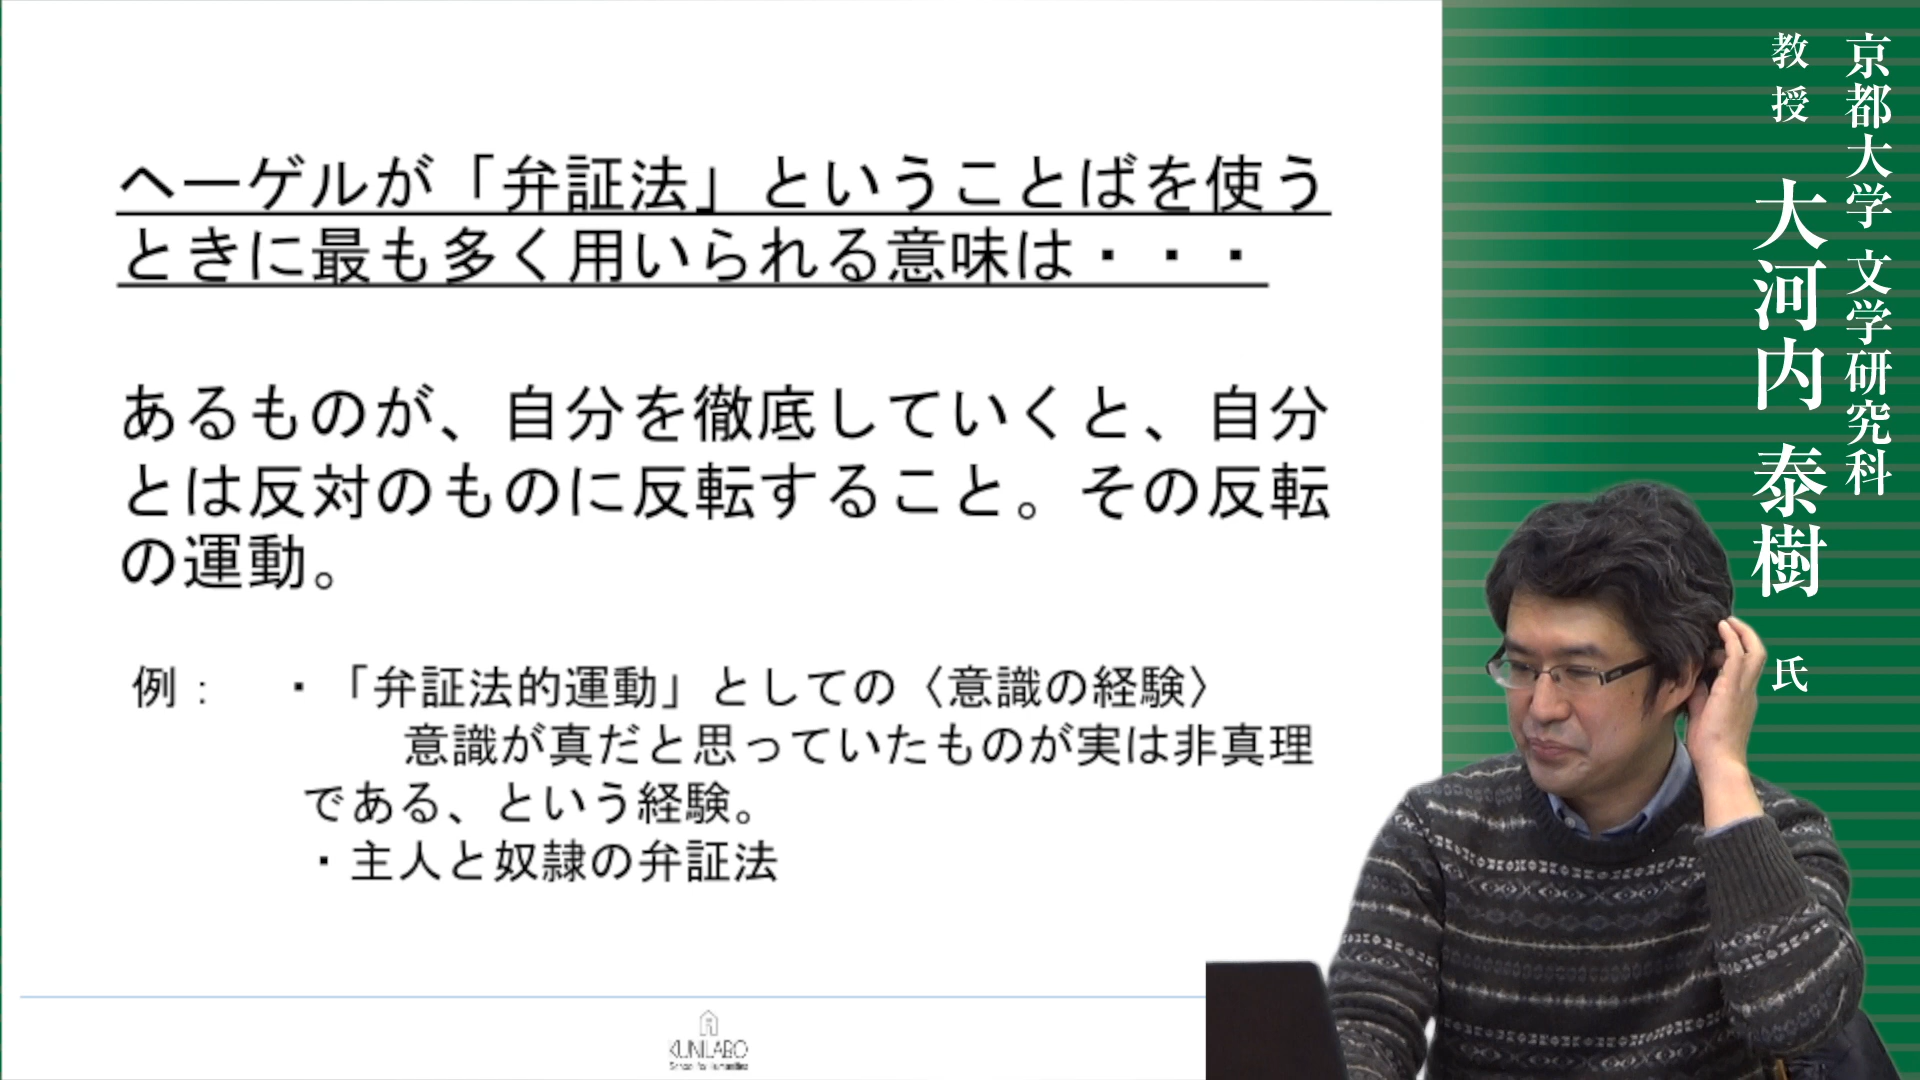 ヘーゲルが「弁証法」ということばを使う
ときに最も多く用いられる意味は・・・
あるものが、自分を徹底していくと、自分
とは反対のものに反転すること。その反転
の運動。
例： ・「弁証法的運動」としての〈意識の経験〉
意識が真だと思っていたものが実は非真理
である、という経験。
・主人と奴隷の弁証法
KUNILABO
School for Humanities
京都大学 文学研究科
教授 大河内 泰樹 氏